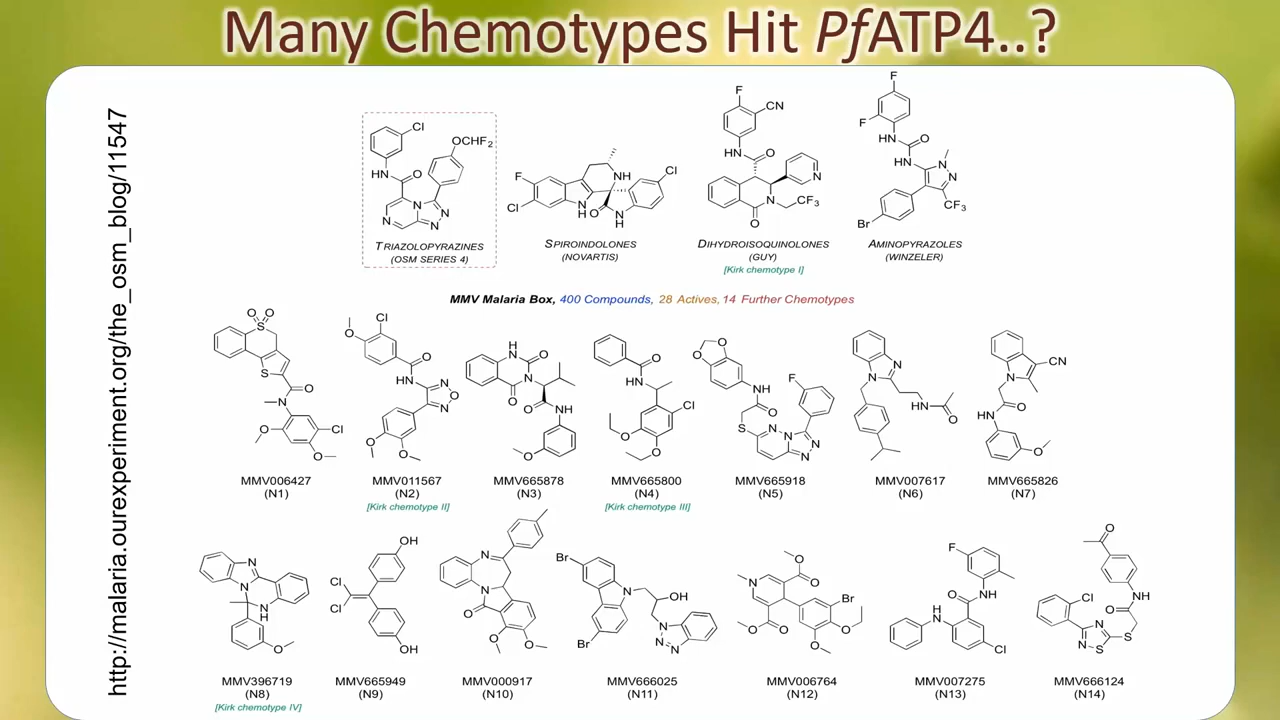 Many Chemotypes Hit PfATP4..?
http://malaria.ourexperiment.org/the_osm_blog/11547
TRIAZOLOPYRAZINES
(OSM SERIES 4)
SPIROINDOLONES
(NOVARTIS)
DIHYDROISOQUINOLONES
(GUY)
[Kirk chemotype I]
AMINOPYRAZOLES
(WINZELER)
MMV Malaria Box, 400 Compounds, 28 Actives, 14 Further Chemotypes
MMV006427
(N1)
MMV011567
(N2)
[Kirk chemotype II]
MMV665878
(N3)
MMV665800
(N4)
[Kirk chemotype III]
MMV665918
(N5)
MMV007617
(N6)
MMV665826
(N7)
MMV396719
(N8)
[Kirk chemotype IV]
MMV665949
(N9)
MMV000917
(N10)
MMV666025
(N11)
MMV006764
(N12)
MMV007275
(N13)
MMV666124
(N14)